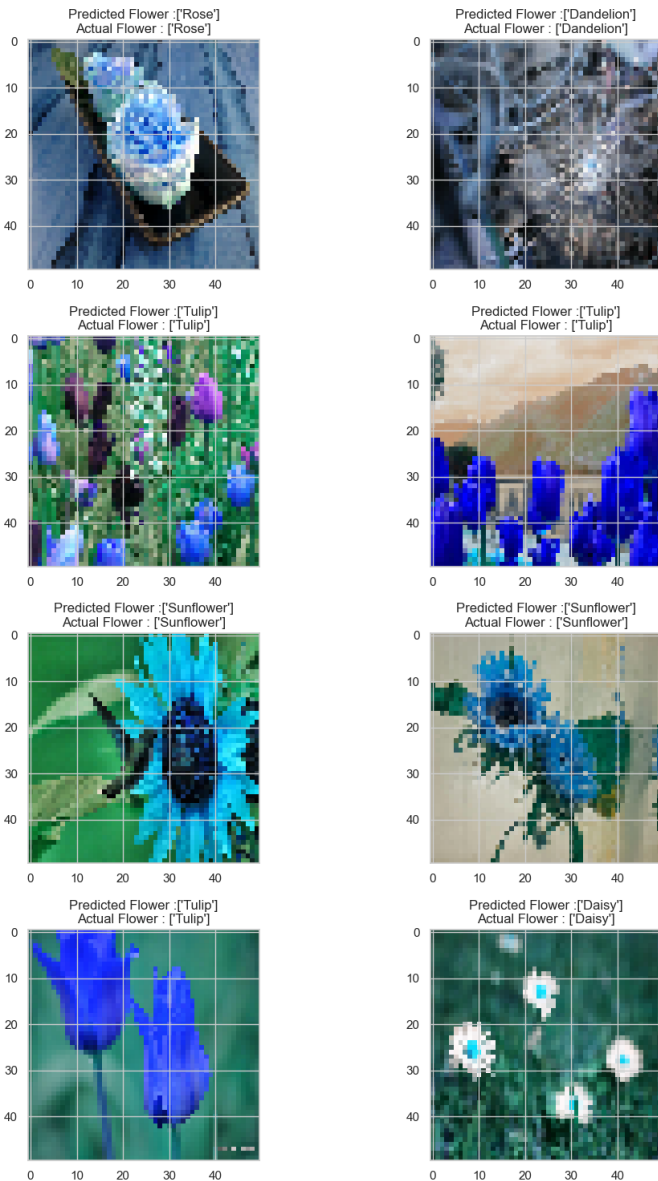 Predicted Flower :['Rose']
Actual Flower : ['Rose']
0
10
20
30
40
0 10 20 30 40
Predicted Flower :['Dandelion']
Actual Flower : ['Dandelion']
0
10
20
30
40
0 10 20 30 40
Predicted Flower :['Tulip']
Actual Flower : ['Tulip']
0
10
20
30
40
0 10 20 30 40
Predicted Flower :['Tulip']
Actual Flower : ['Tulip']
0
10
20
30
40
0 10 20 30 40
Predicted Flower :['Sunflower']
Actual Flower : ['Sunflower']
0
10
20
30
40
0 10 20 30 40
Predicted Flower :['Sunflower']
Actual Flower : ['Sunflower']
0
10
20
30
40
0 10 20 30 40
Predicted Flower :['Tulip']
Actual Flower : ['Tulip']
0
10
20
30
40
0 10 20 30 40
Predicted Flower :['Daisy']
Actual Flower : ['Daisy']
0
10
20
30
40
0 10 20 30 40